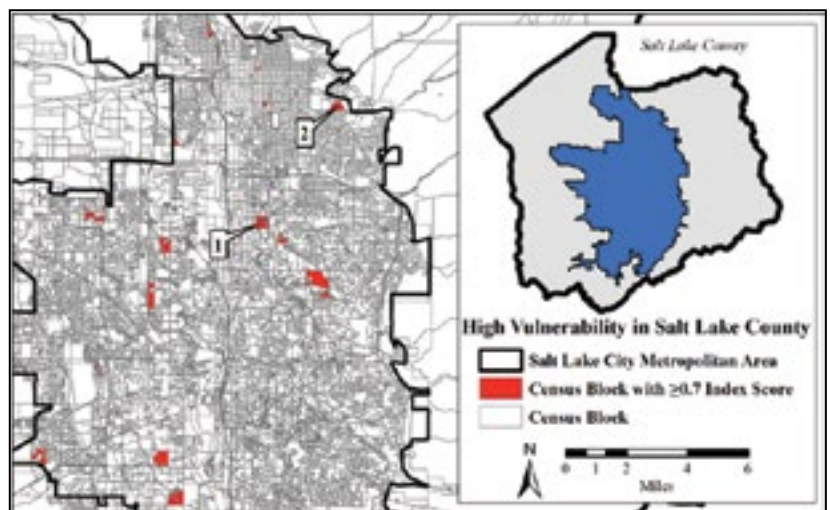 2
1
Salt Lake County
High Vulnerability in Salt Lake County
Salt Lake City Metropolitan Area
Census Block with ≥0.7 Index Score
Census Block
N
0 1 2 4 6
Miles